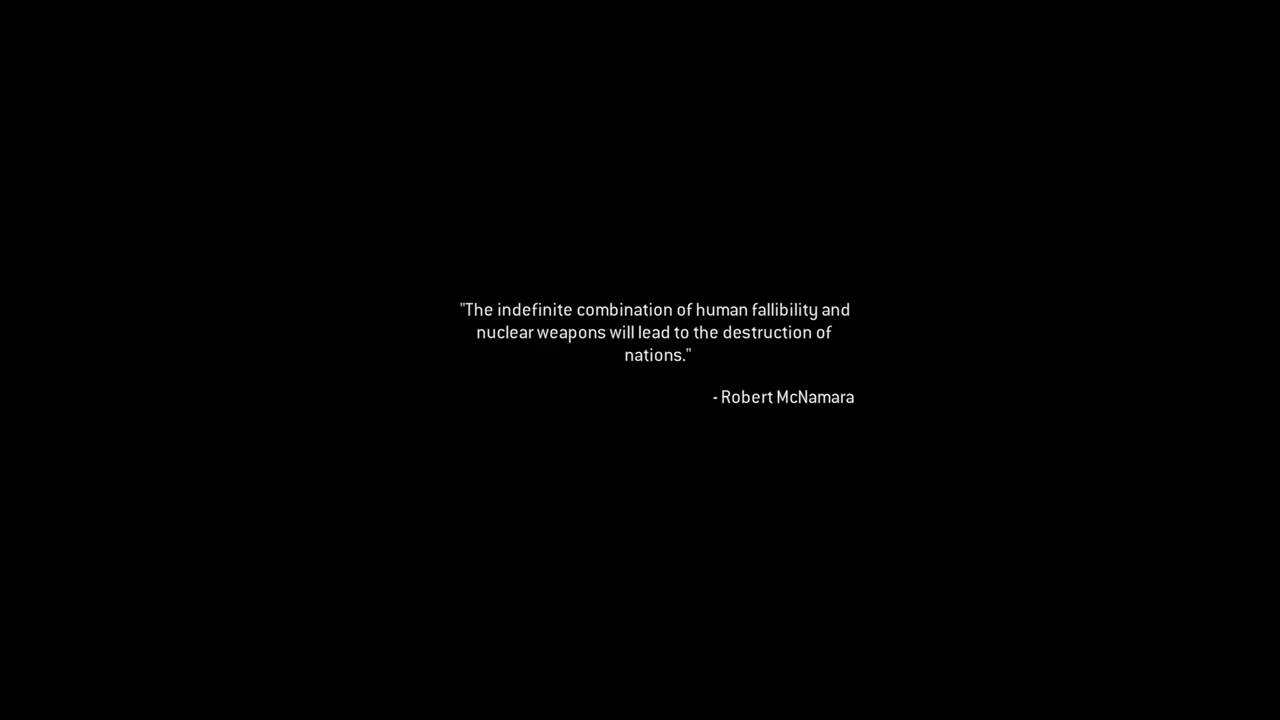 "The indefinite combination of human fallibility and
nuclear weapons will lead to the destruction of
nations."
- Robert McNamara